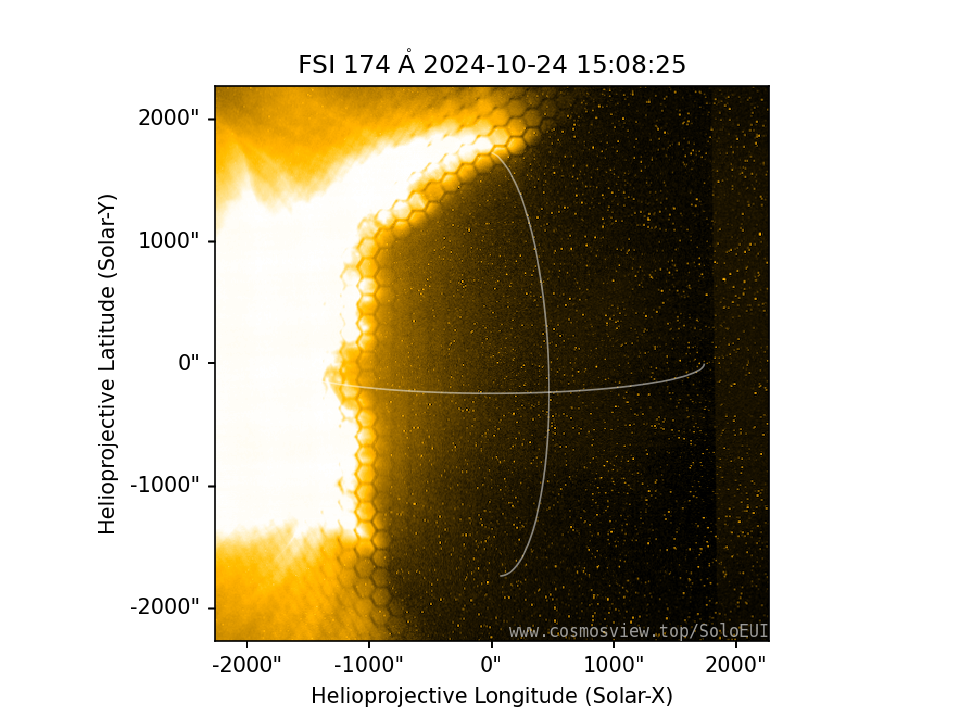 FSI 174 Å 2024-10-24 15:08:25
2000"
1000"
0"
-1000"
-2000"
Helioprojective Latitude (Solar-Y)
www.cosmosview.top/SoloEUI
-2000" -1000" 0" 1000" 2000"
Helioprojective Longitude (Solar-X)